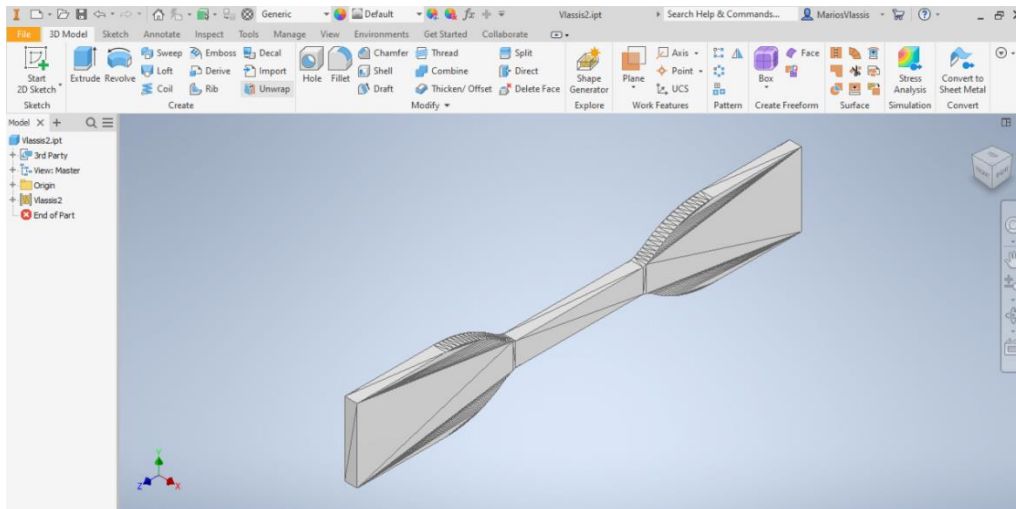 Generic Default fx Vlassis2.ipt Search Help & Commands... MariosVlassis
File 3D Model Sketch Annotate Inspect Tools Manage View Environments Get Started Collaborate
Start 2D Sketch Extrude Revolve Sweep Emboss Decal Hole Fillet Chamfer Thread Split Shape Generator Plane Axis Box Face Stress Analysis Convert to Sheet Metal
Loft Derive Import Shell Combine Direct Point
Coil Rib Unwrap Draft Thicken/ Offset Delete Face UCS
Sketch Create Modify Explore Work Features Pattern Create Freeform Surface Simulation Convert
Model
Vlassis2.ipt
3rd Party
View: Master
Origin
Vlassis2
End of Part
Y
Z X